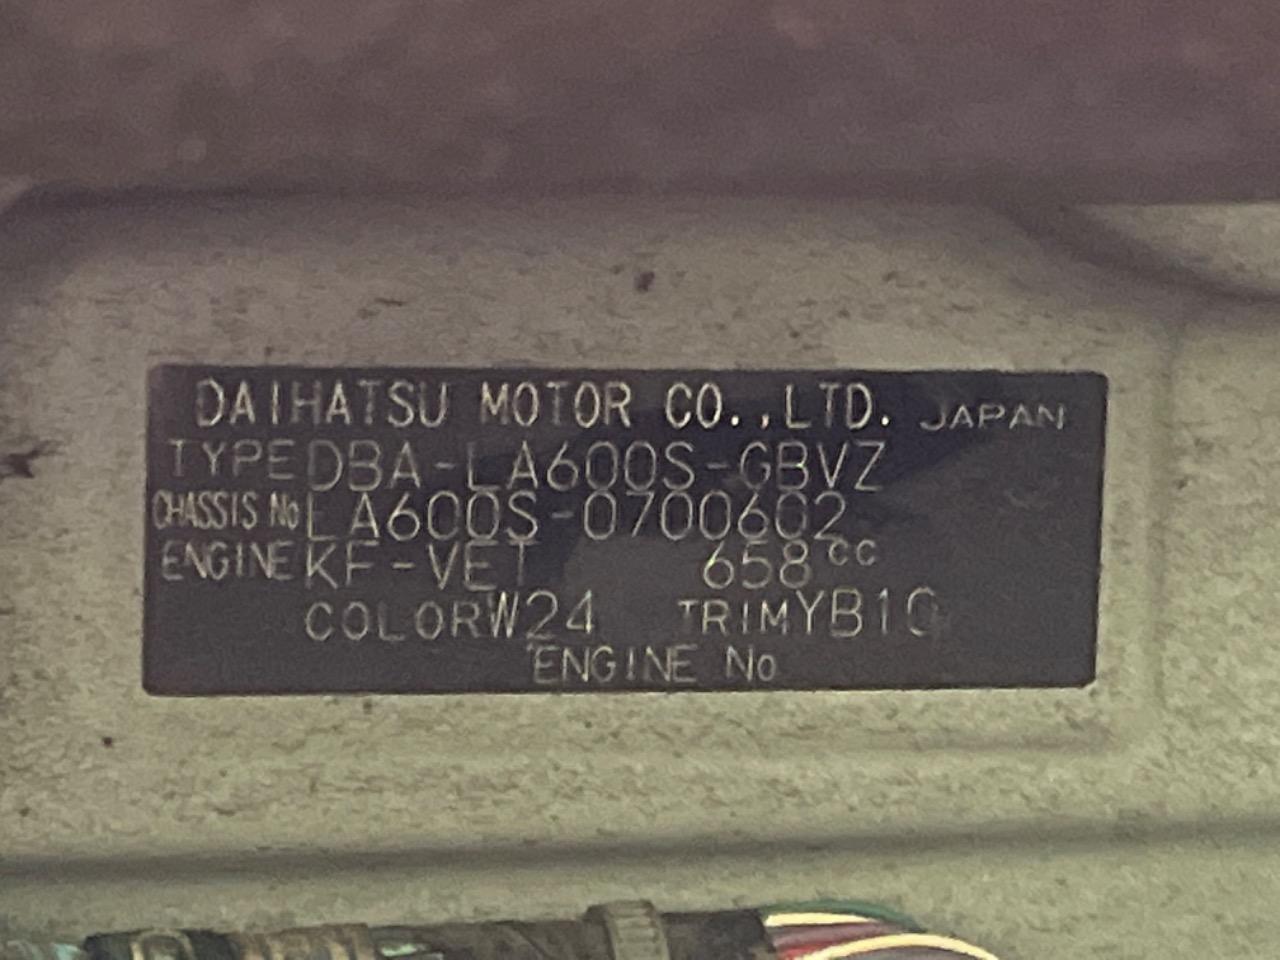 DAIHATSU MOTOR CO.,LTD. JAPAN
TYPE DBA-LA600S-GBVZ
CHASSIS No LA600S-0700602
ENGINE KF-VET 658cc
COLOR W24 TRIM YB10
ENGINE No